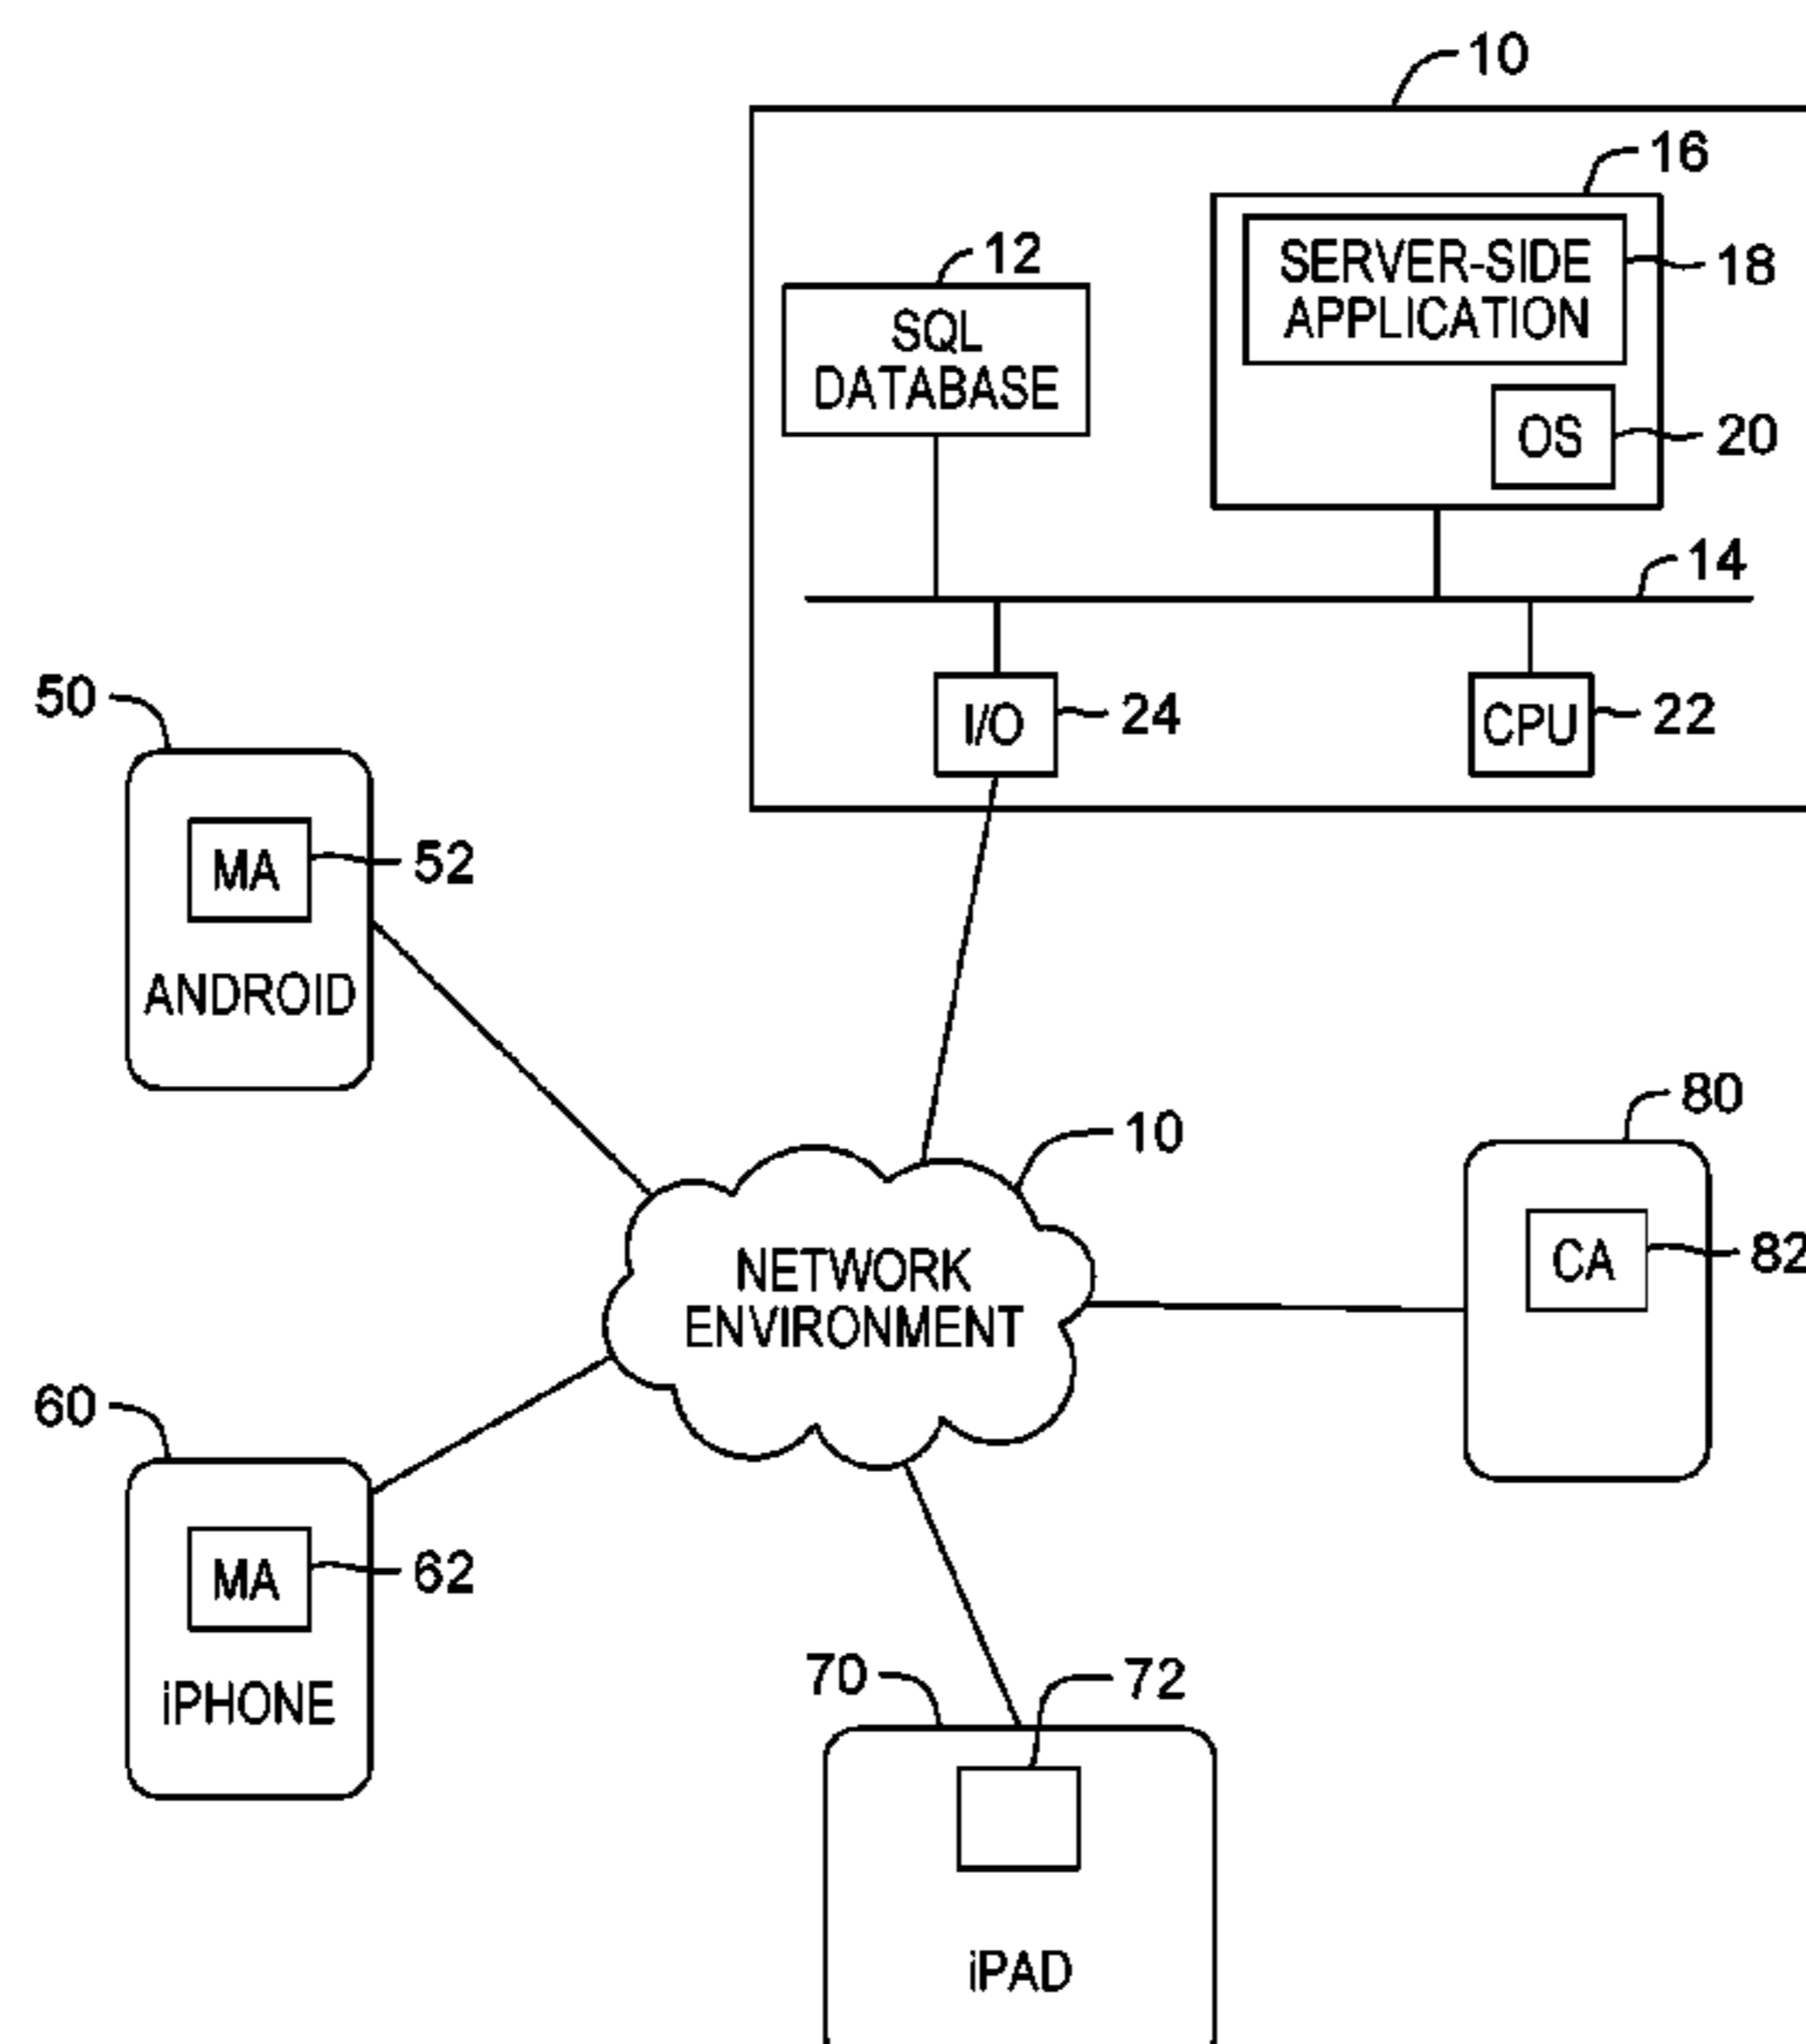 10
16
12
SERVER-SIDE
APPLICATION
18
SQL
DATABASE
OS
20
14
50
I/O
24
CPU
22
MA
52
ANDROID
80
10
NETWORK
ENVIRONMENT
CA
82
60
MA
62
iPHONE
70
72
iPAD